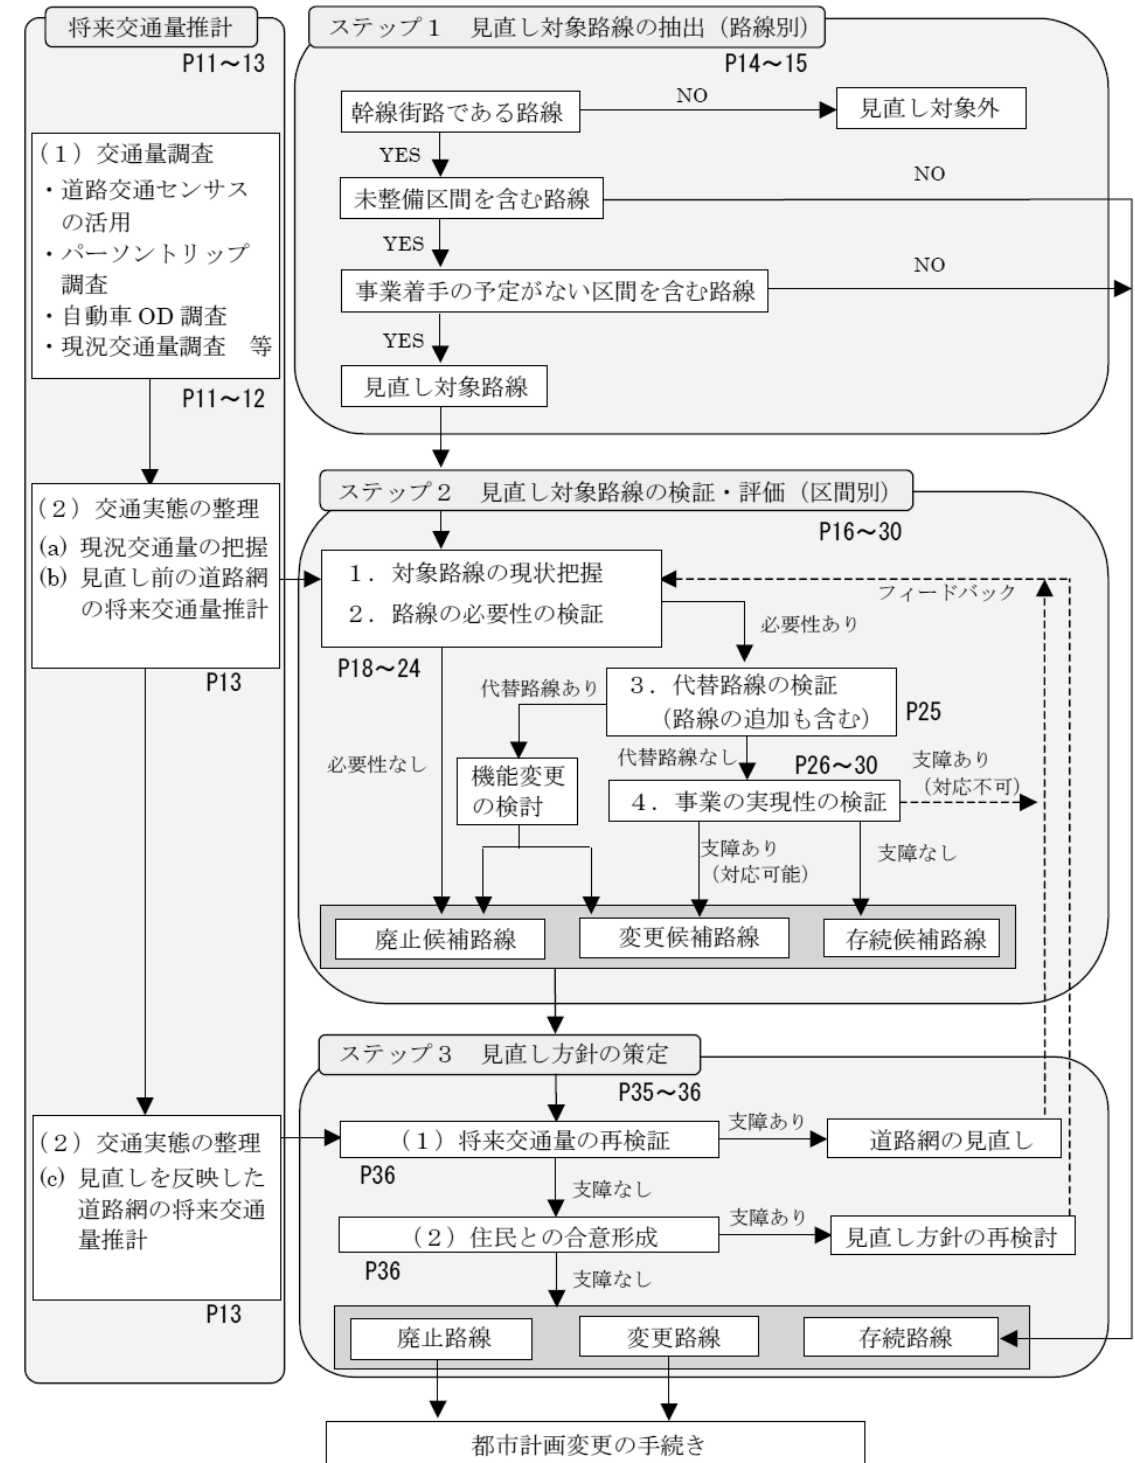 将来交通量推計
P11～13
(1) 交通量調査
・道路交通センサス
の活用
・パーソントリップ
調査
・自動車 OD 調査
・現況交通量調査　等
P11～12
(2) 交通実態の整理
(a) 現況交通量の把握
(b) 見直し前の道路網
の将来交通量推計
P13
(2) 交通実態の整理
(c) 見直しを反映した
道路網の将来交通
量推計
P13
ステップ１　見直し対象路線の抽出（路線別）
P14～15
幹線街路である路線
NO
見直し対象外
YES
未整備区間を含む路線
NO
YES
事業着手の予定がない区間を含む路線
NO
YES
見直し対象路線
ステップ２　見直し対象路線の検証・評価（区間別）
P16～30
１．対象路線の現状把握
２．路線の必要性の検証
フィードバック
必要性あり
P18～24
代替路線あり
３．代替路線の検証
（路線の追加も含む）
P25
必要性なし
代替路線なし
P26～30
支障あり
（対応不可）
機能変更
の検討
４．事業の実現性の検証
支障あり
（対応可能）
支障なし
廃止候補路線
変更候補路線
存続候補路線
ステップ３　見直し方針の策定
P35～36
（１）将来交通量の再検証
支障あり
道路網の見直し
P36
支障なし
（２）住民との合意形成
支障あり
見直し方針の再検討
P36
支障なし
廃止路線
変更路線
存続路線
都市計画変更の手続き